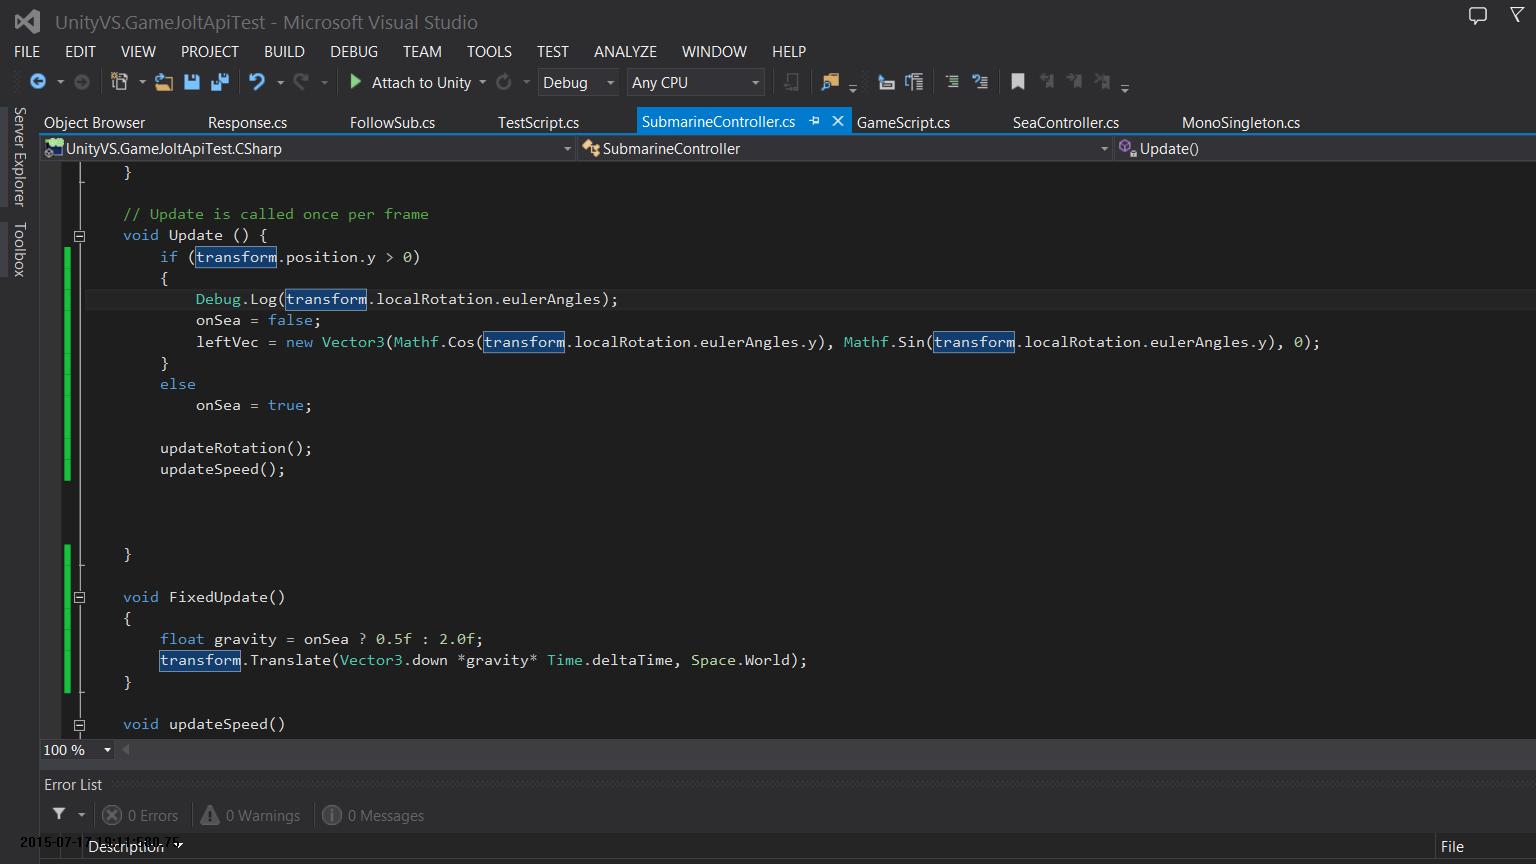 UnityVS.GameJoltApiTest - Microsoft Visual Studio
FILE EDIT VIEW PROJECT BUILD DEBUG TEAM TOOLS TEST ANALYZE WINDOW HELP
Attach to Unity Debug Any CPU
Server Explorer
Toolbox
Object Browser Response.cs FollowSub.cs TestScript.cs SubmarineController.cs GameScript.cs SeaController.cs MonoSingleton.cs
UnityVS.GameJoltApiTest.CSharp SubmarineController Update()
}
// Update is called once per frame
void Update () {
if (transform.position.y > 0)
{
Debug.Log(transform.localRotation.eulerAngles);
onSea = false;
leftVec = new Vector3(Mathf.Cos(transform.localRotation.eulerAngles.y), Mathf.Sin(transform.localRotation.eulerAngles.y), 0);
}
else
onSea = true;
updateRotation();
updateSpeed();
}
void FixedUpdate()
{
float gravity = onSea ? 0.5f : 2.0f;
transform.Translate(Vector3.down *gravity* Time.deltaTime, Space.World);
}
void updateSpeed()
100 %
Error List
0 Errors 0 Warnings 0 Messages
Description File